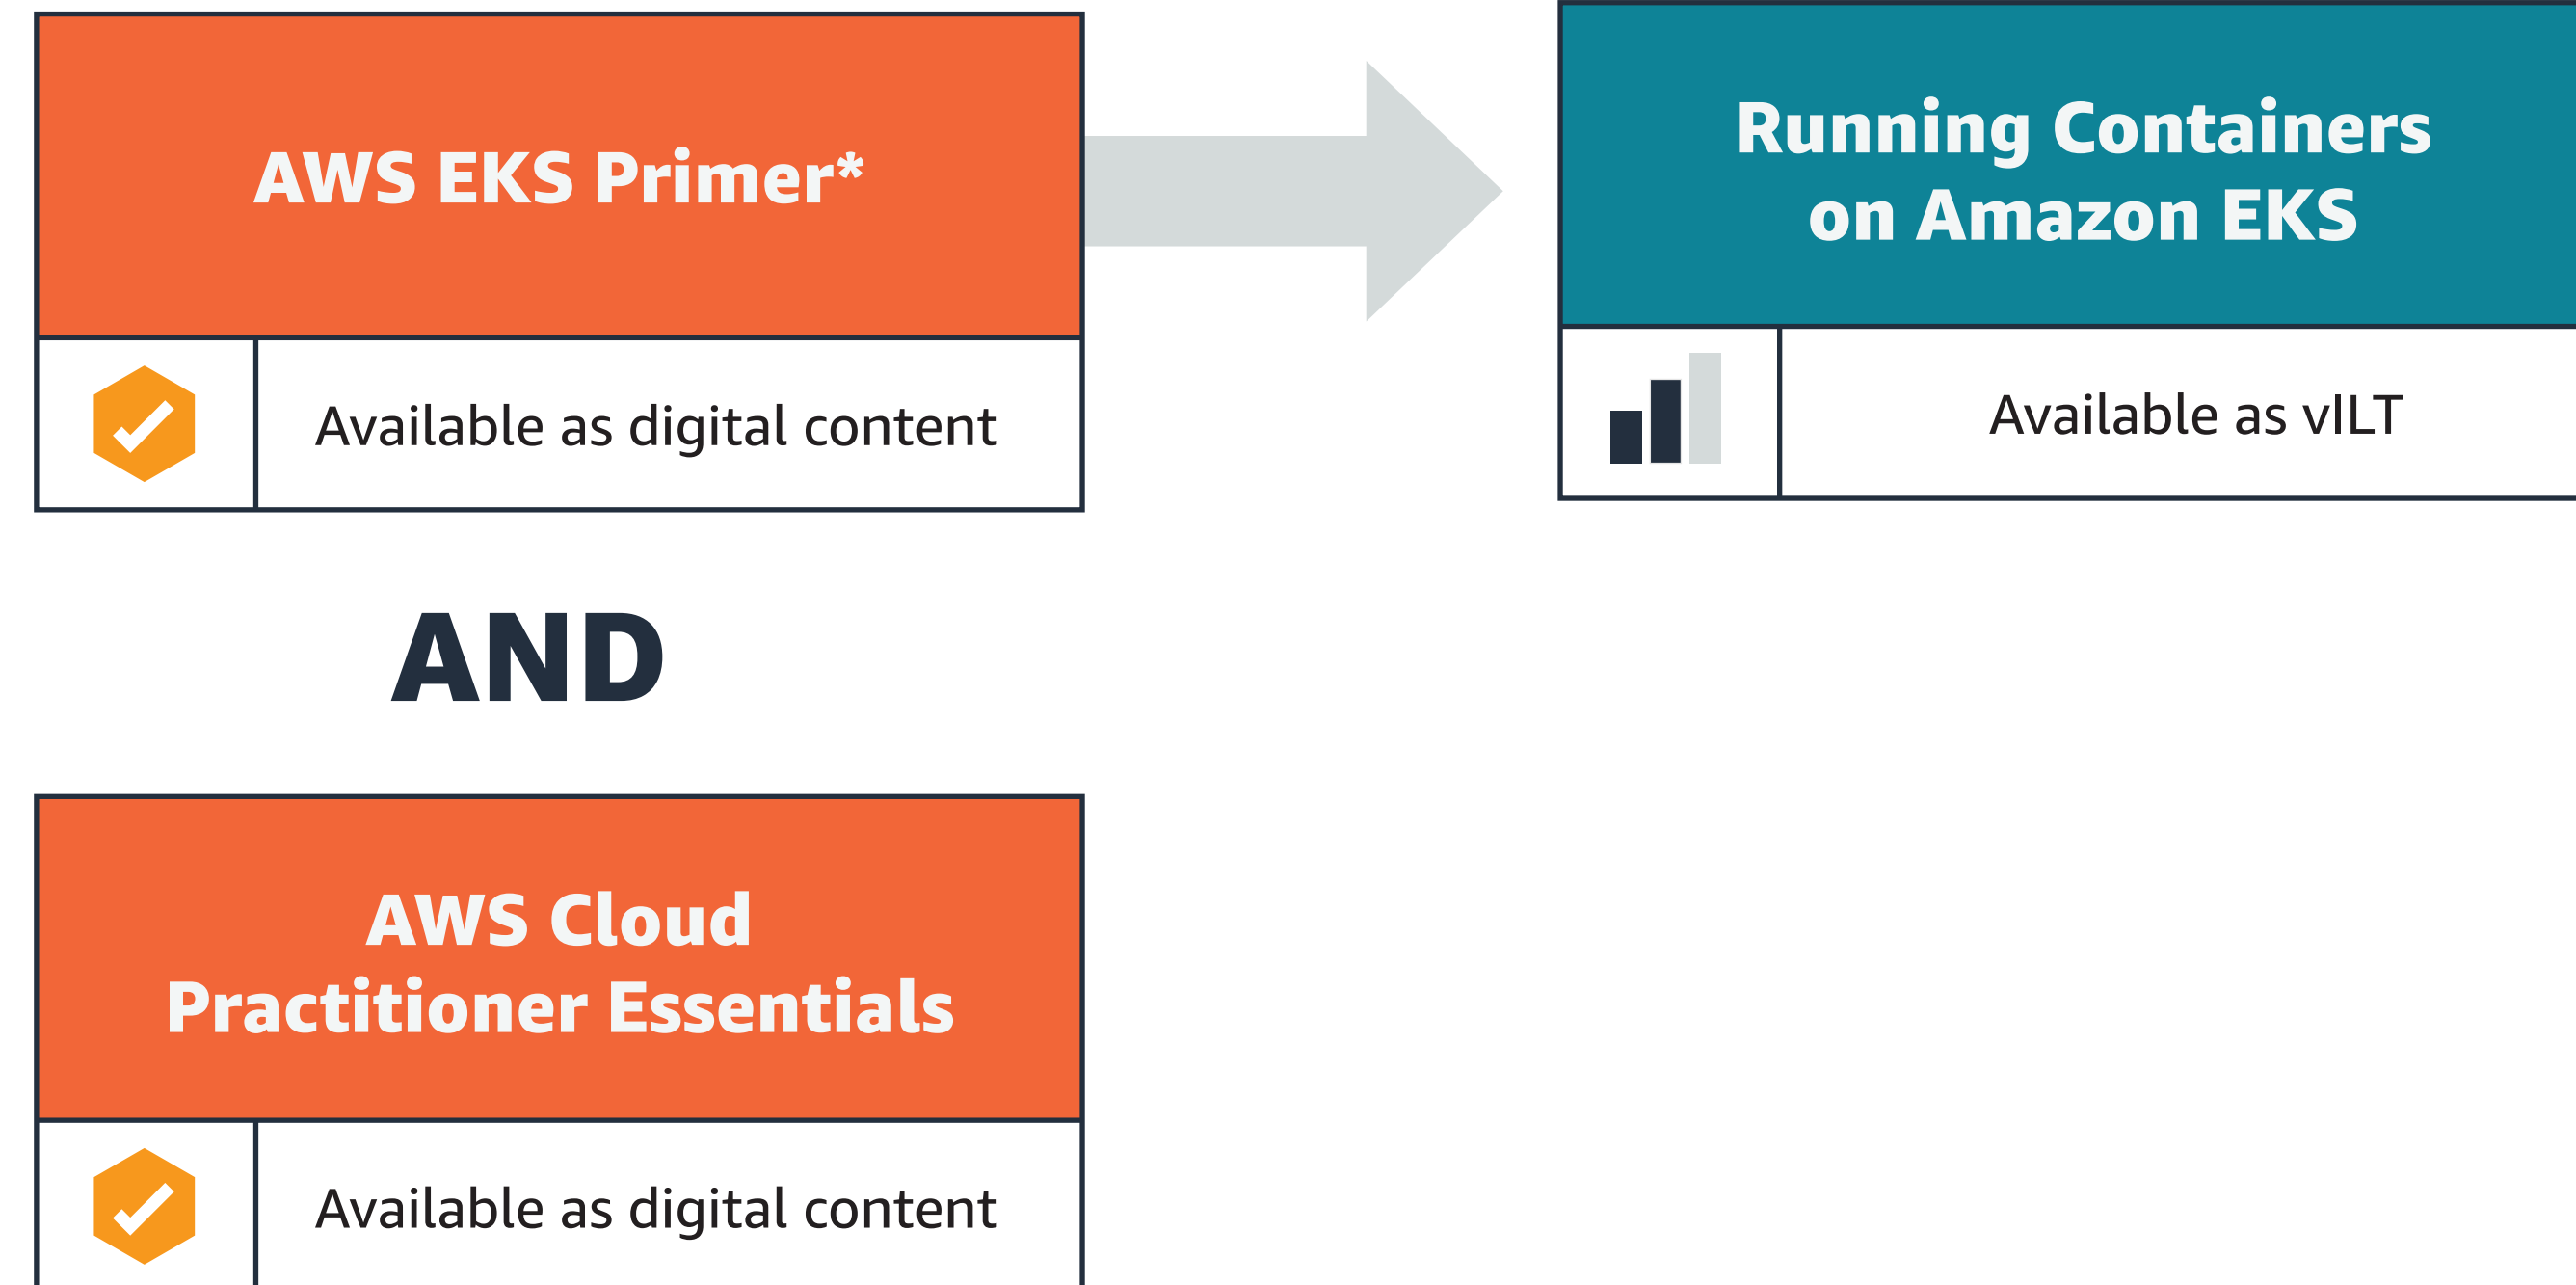 AWS EKS Primer*
Available as digital content
AND
AWS Cloud
Practitioner Essentials
Available as digital content
Running Containers
on Amazon EKS
Available as vILT